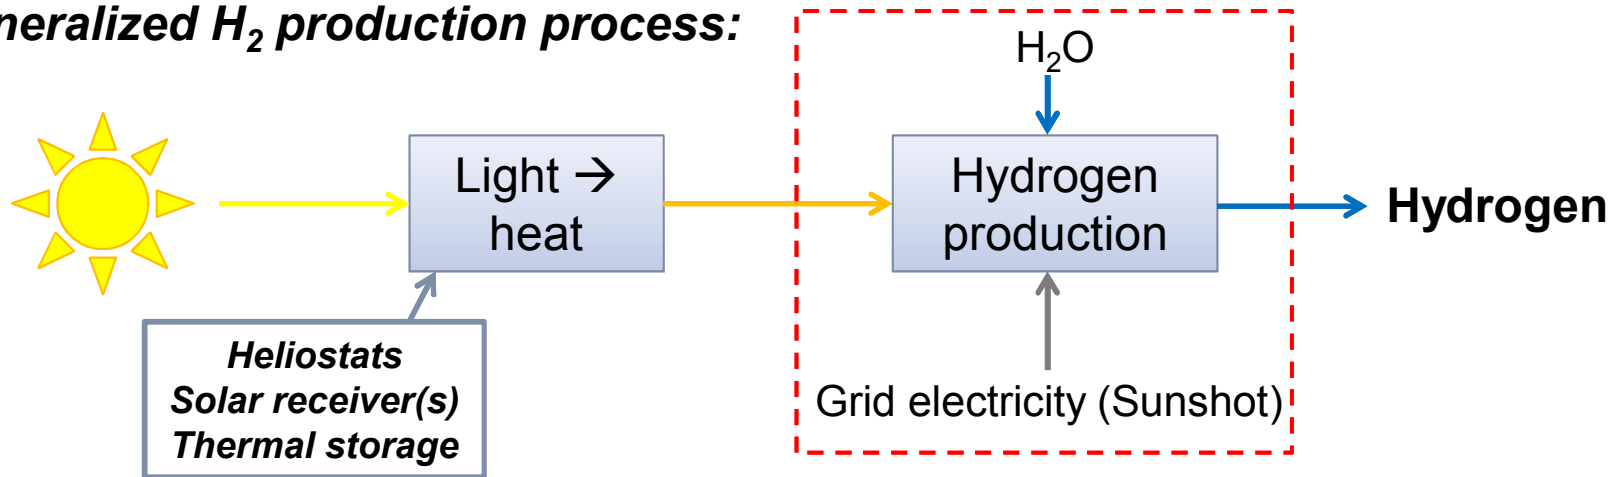 neralized H₂ production process:
H₂O
Light →
heat
Hydrogen
production
Hydrogen
Heliostats
Solar receiver(s)
Thermal storage
Grid electricity (Sunshot)